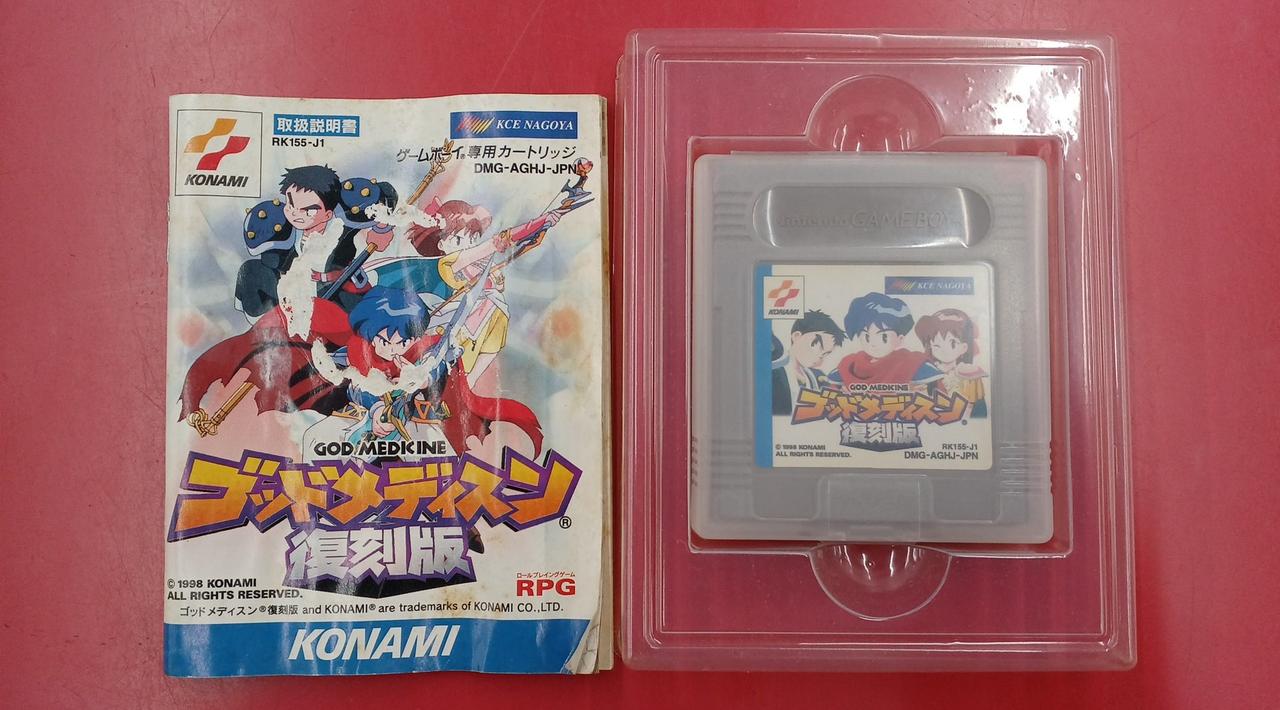 KONAMI
取扱説明書
RK155-J1
KCE NAGOYA
ゲームボーイ®専用カートリッジ
DMG-AGHJ-JPN
GOD MEDICINE
ゴッドメディスン®
復刻版
© 1998 KONAMI
ALL RIGHTS RESERVED.
ロールプレイングゲーム
RPG
ゴッドメディスン®復刻版 and KONAMI® are trademarks of KONAMI CO.,LTD.
KONAMI
Nintendo GAMEBOY
KONAMI
KCE NAGOYA
GOD MEDICINE
ゴッドメディスン®
復刻版
© 1998 KONAMI
ALL RIGHTS RESERVED.
RK155-J1
DMG-AGHJ-JPN